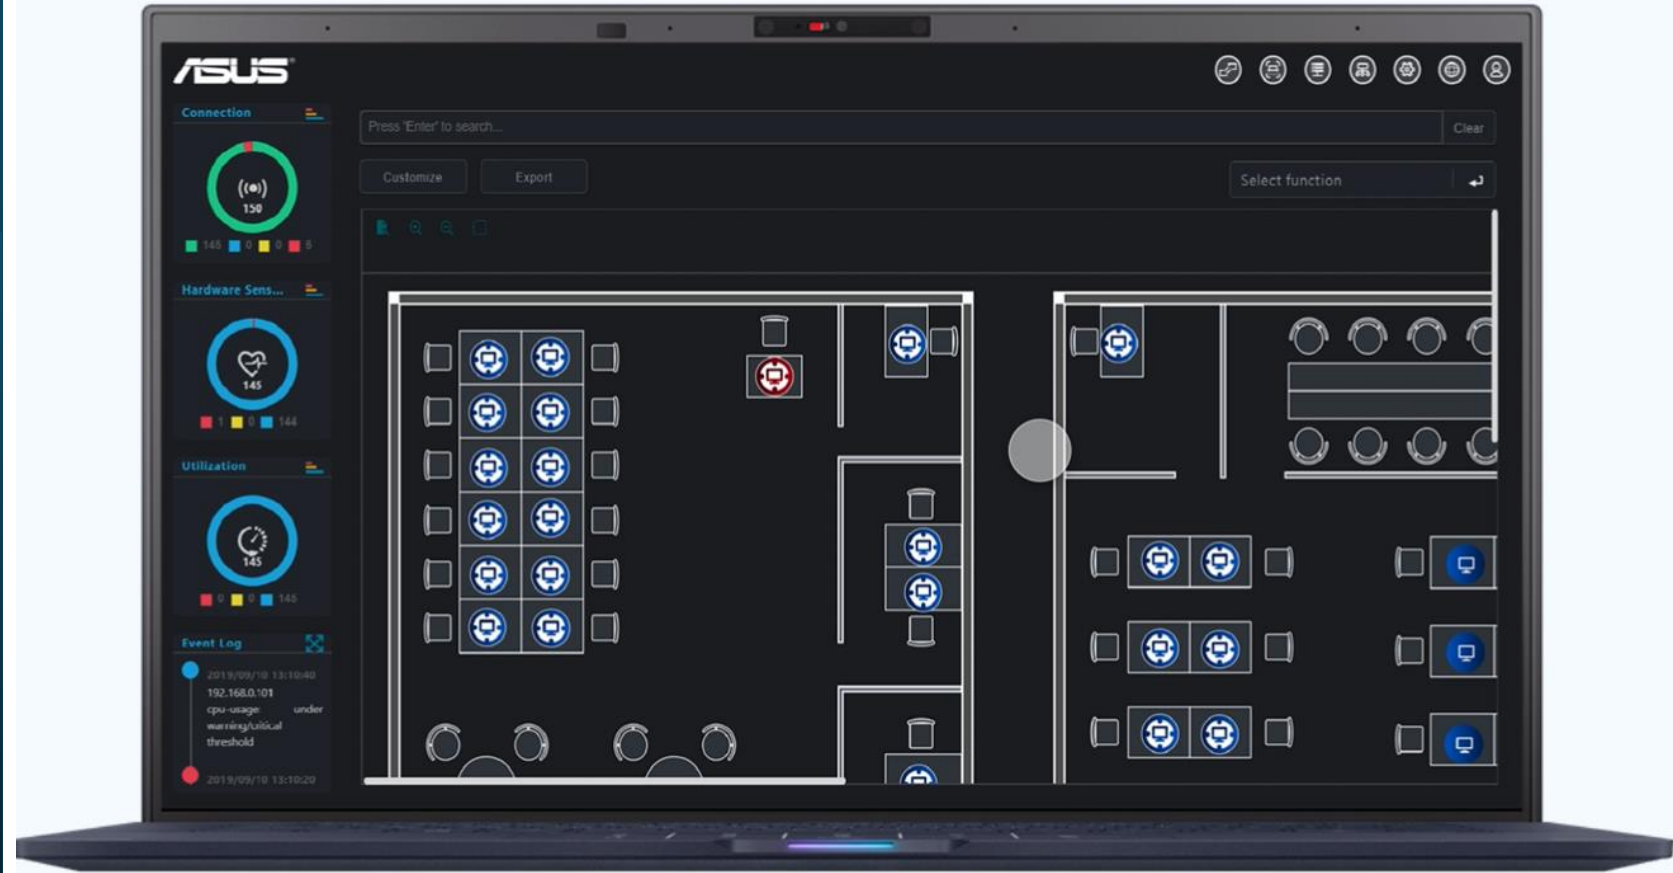 ASUS
Connection
150
145 0 0 5
Hardware Sens...
145
1 0 144
Utilization
145
0 0 145
Event Log
2019/09/10 13:10:40
192.168.0.101
cpu-usage: under
warning/critical
threshold
2019/09/10 13:10:20
Press 'Enter' to search...
Clear
Customize
Export
Select function